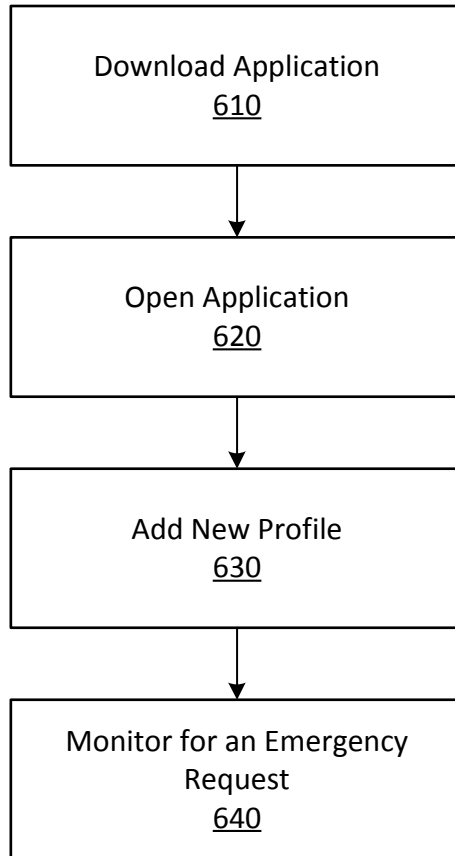 Download Application
610
Open Application
620
Add New Profile
630
Monitor for an Emergency
Request
640